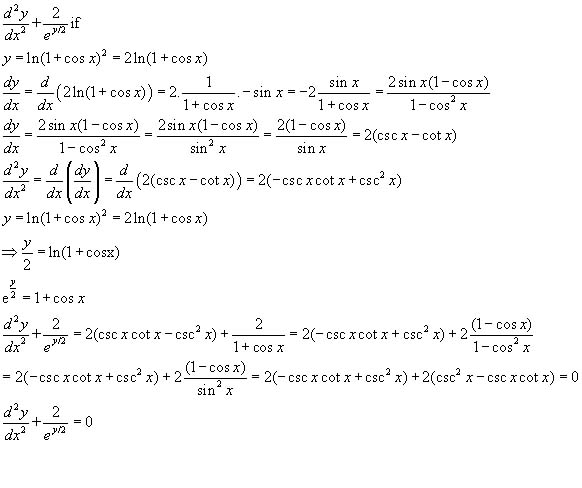 d²y/dx² + 2/e^(y/2) if
y = ln(1+cos x)² = 2ln(1+cos x)
dy/dx = d/dx (2ln(1+cos x)) = 2. 1/(1+cos x) .−sin x = −2 sin x/(1+cos x) = 2sin x(1−cos x)/(1−cos² x)
dy/dx = 2sin x(1−cos x)/(1−cos² x) = 2sin x(1−cos x)/sin² x = 2(1−cos x)/sin x = 2(csc x−cot x)
d²y/dx² = d/dx (dy/dx) = d/dx (2(csc x−cot x)) = 2(−csc x cot x+csc² x)
y = ln(1+cos x)² = 2ln(1+cos x)
⇒ y/2 = ln(1+cosx)
e^(y/2) = 1+cos x
d²y/dx² + 2/e^(y/2) = 2(csc x cot x−csc² x) + 2/(1+cos x) = 2(−csc x cot x+csc² x) + 2 (1−cos x)/(1−cos² x)
= 2(−csc x cot x+csc² x) + 2 (1−cos x)/sin² x = 2(−csc x cot x+csc² x) + 2(csc² x−csc x cot x) = 0
d²y/dx² + 2/e^(y/2) = 0